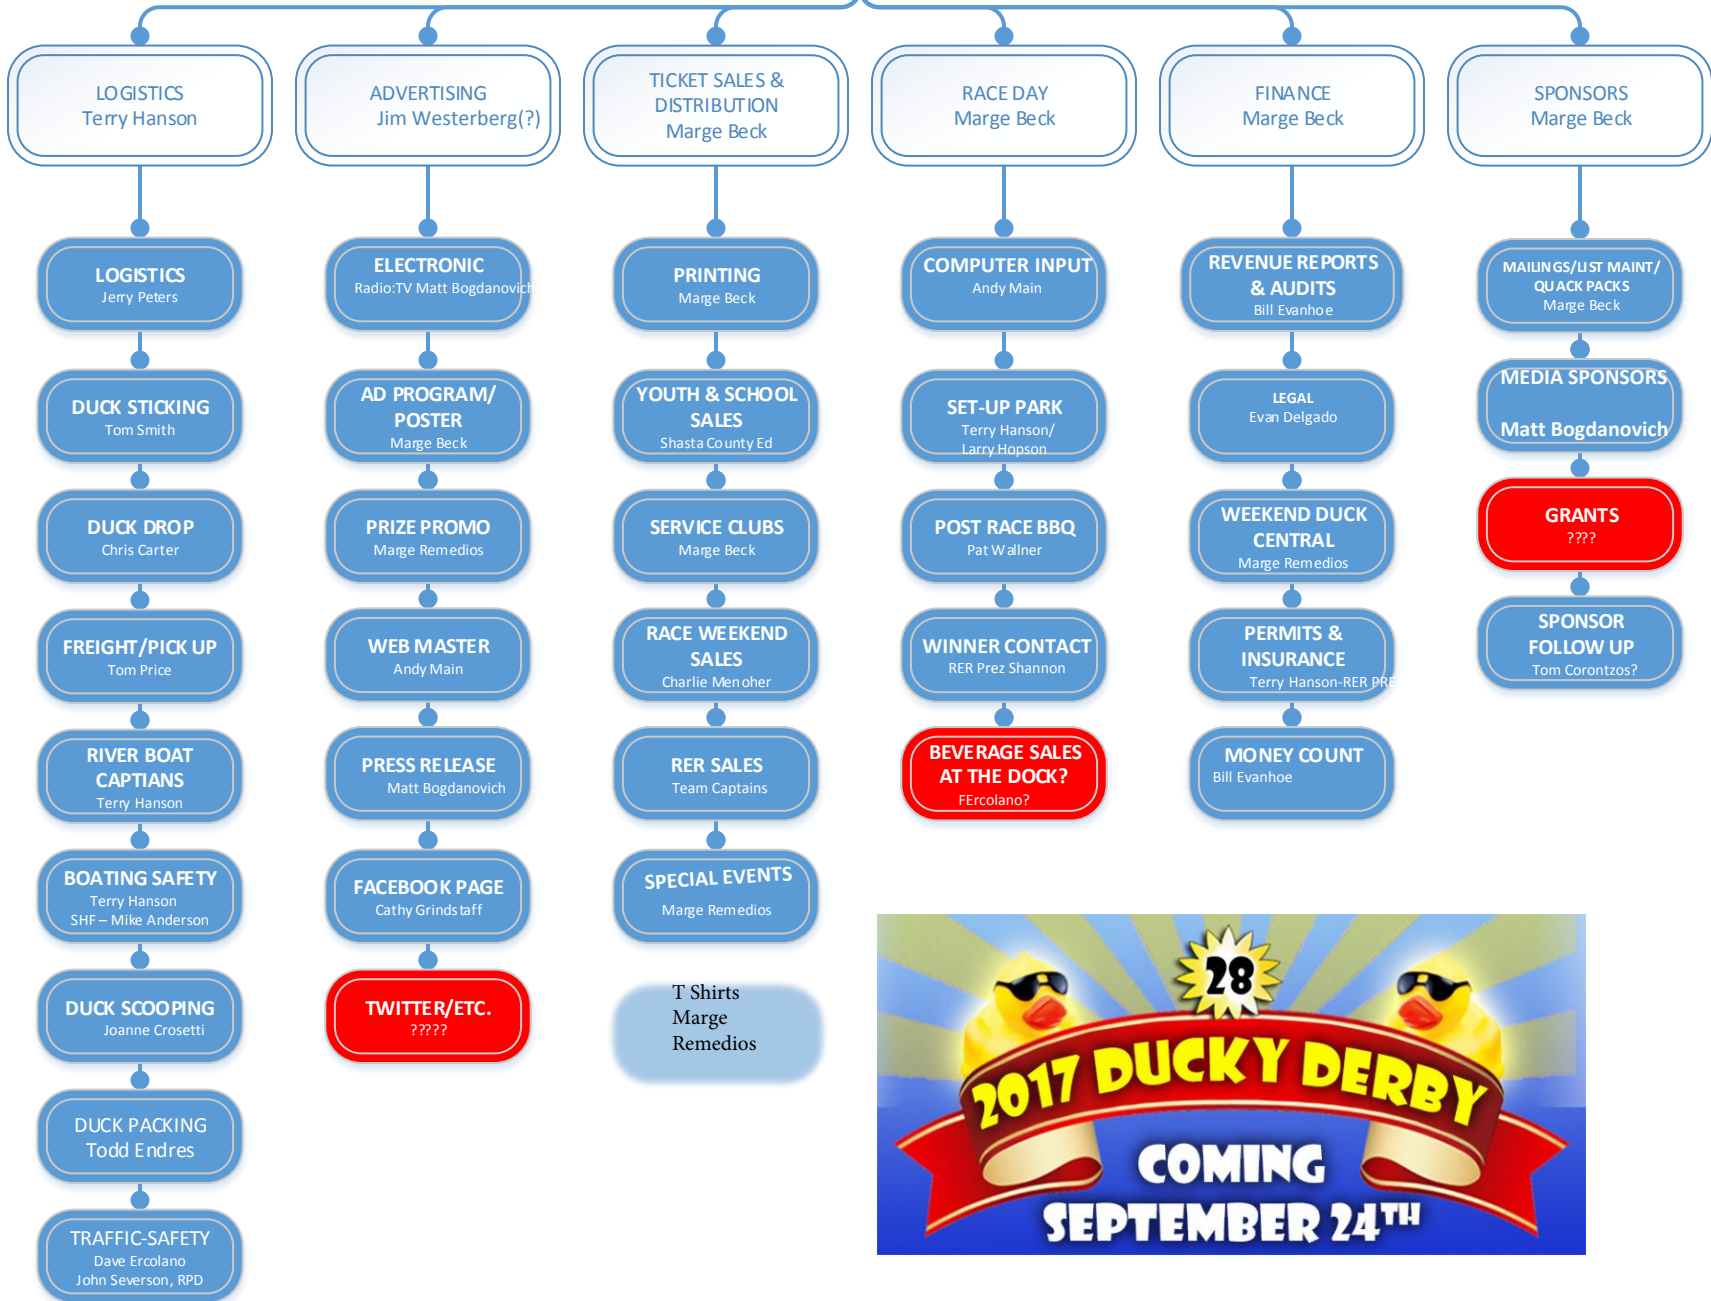 LOGISTICS
Terry Hanson
ADVERTISING
Jim Westerberg(?)
TICKET SALES &
DISTRIBUTION
Marge Beck
RACE DAY
Marge Beck
FINANCE
Marge Beck
SPONSORS
Marge Beck
LOGISTICS
Jerry Peters
DUCK STICKING
Tom Smith
DUCK DROP
Chris Carter
FREIGHT/PICK UP
Tom Price
RIVER BOAT
CAPTIANS
Terry Hanson
BOATING SAFETY
Terry Hanson
SHF – Mike Anderson
DUCK SCOOPING
Joanne Crosetti
DUCK PACKING
Todd Endres
TRAFFIC-SAFETY
Dave Ercolano
John Severson, RPD
ELECTRONIC
Radio:TV Matt Bogdanovich
AD PROGRAM/
POSTER
Marge Beck
PRIZE PROMO
Marge Remedios
WEB MASTER
Andy Main
PRESS RELEASE
Matt Bogdanovich
FACEBOOK PAGE
Cathy Grindstaff
TWITTER/ETC.
?????
PRINTING
Marge Beck
YOUTH & SCHOOL
SALES
Shasta County Ed
SERVICE CLUBS
Marge Beck
RACE WEEKEND
SALES
Charlie Menoher
RER SALES
Team Captains
SPECIAL EVENTS
Marge Remedios
T Shirts
Marge
Remedios
COMPUTER INPUT
Andy Main
SET-UP PARK
Terry Hanson/
Larry Hopson
POST RACE BBQ
Pat Wallner
WINNER CONTACT
RER Prez Shannon
BEVERAGE SALES
AT THE DOCK?
FErcolano?
REVENUE REPORTS
& AUDITS
Bill Evanhoe
LEGAL
Evan Delgado
WEEKEND DUCK
CENTRAL
Marge Remedios
PERMITS &
INSURANCE
Terry Hanson-RER PRE
MONEY COUNT
Bill Evanhoe
MAILINGS/LIST MAINT/
QUACK PACKS
Marge Beck
MEDIA SPONSORS
Matt Bogdanovich
GRANTS
????
SPONSOR
FOLLOW UP
Tom Corontzos?
28
2017 DUCKY DERBY
COMING
SEPTEMBER 24TH